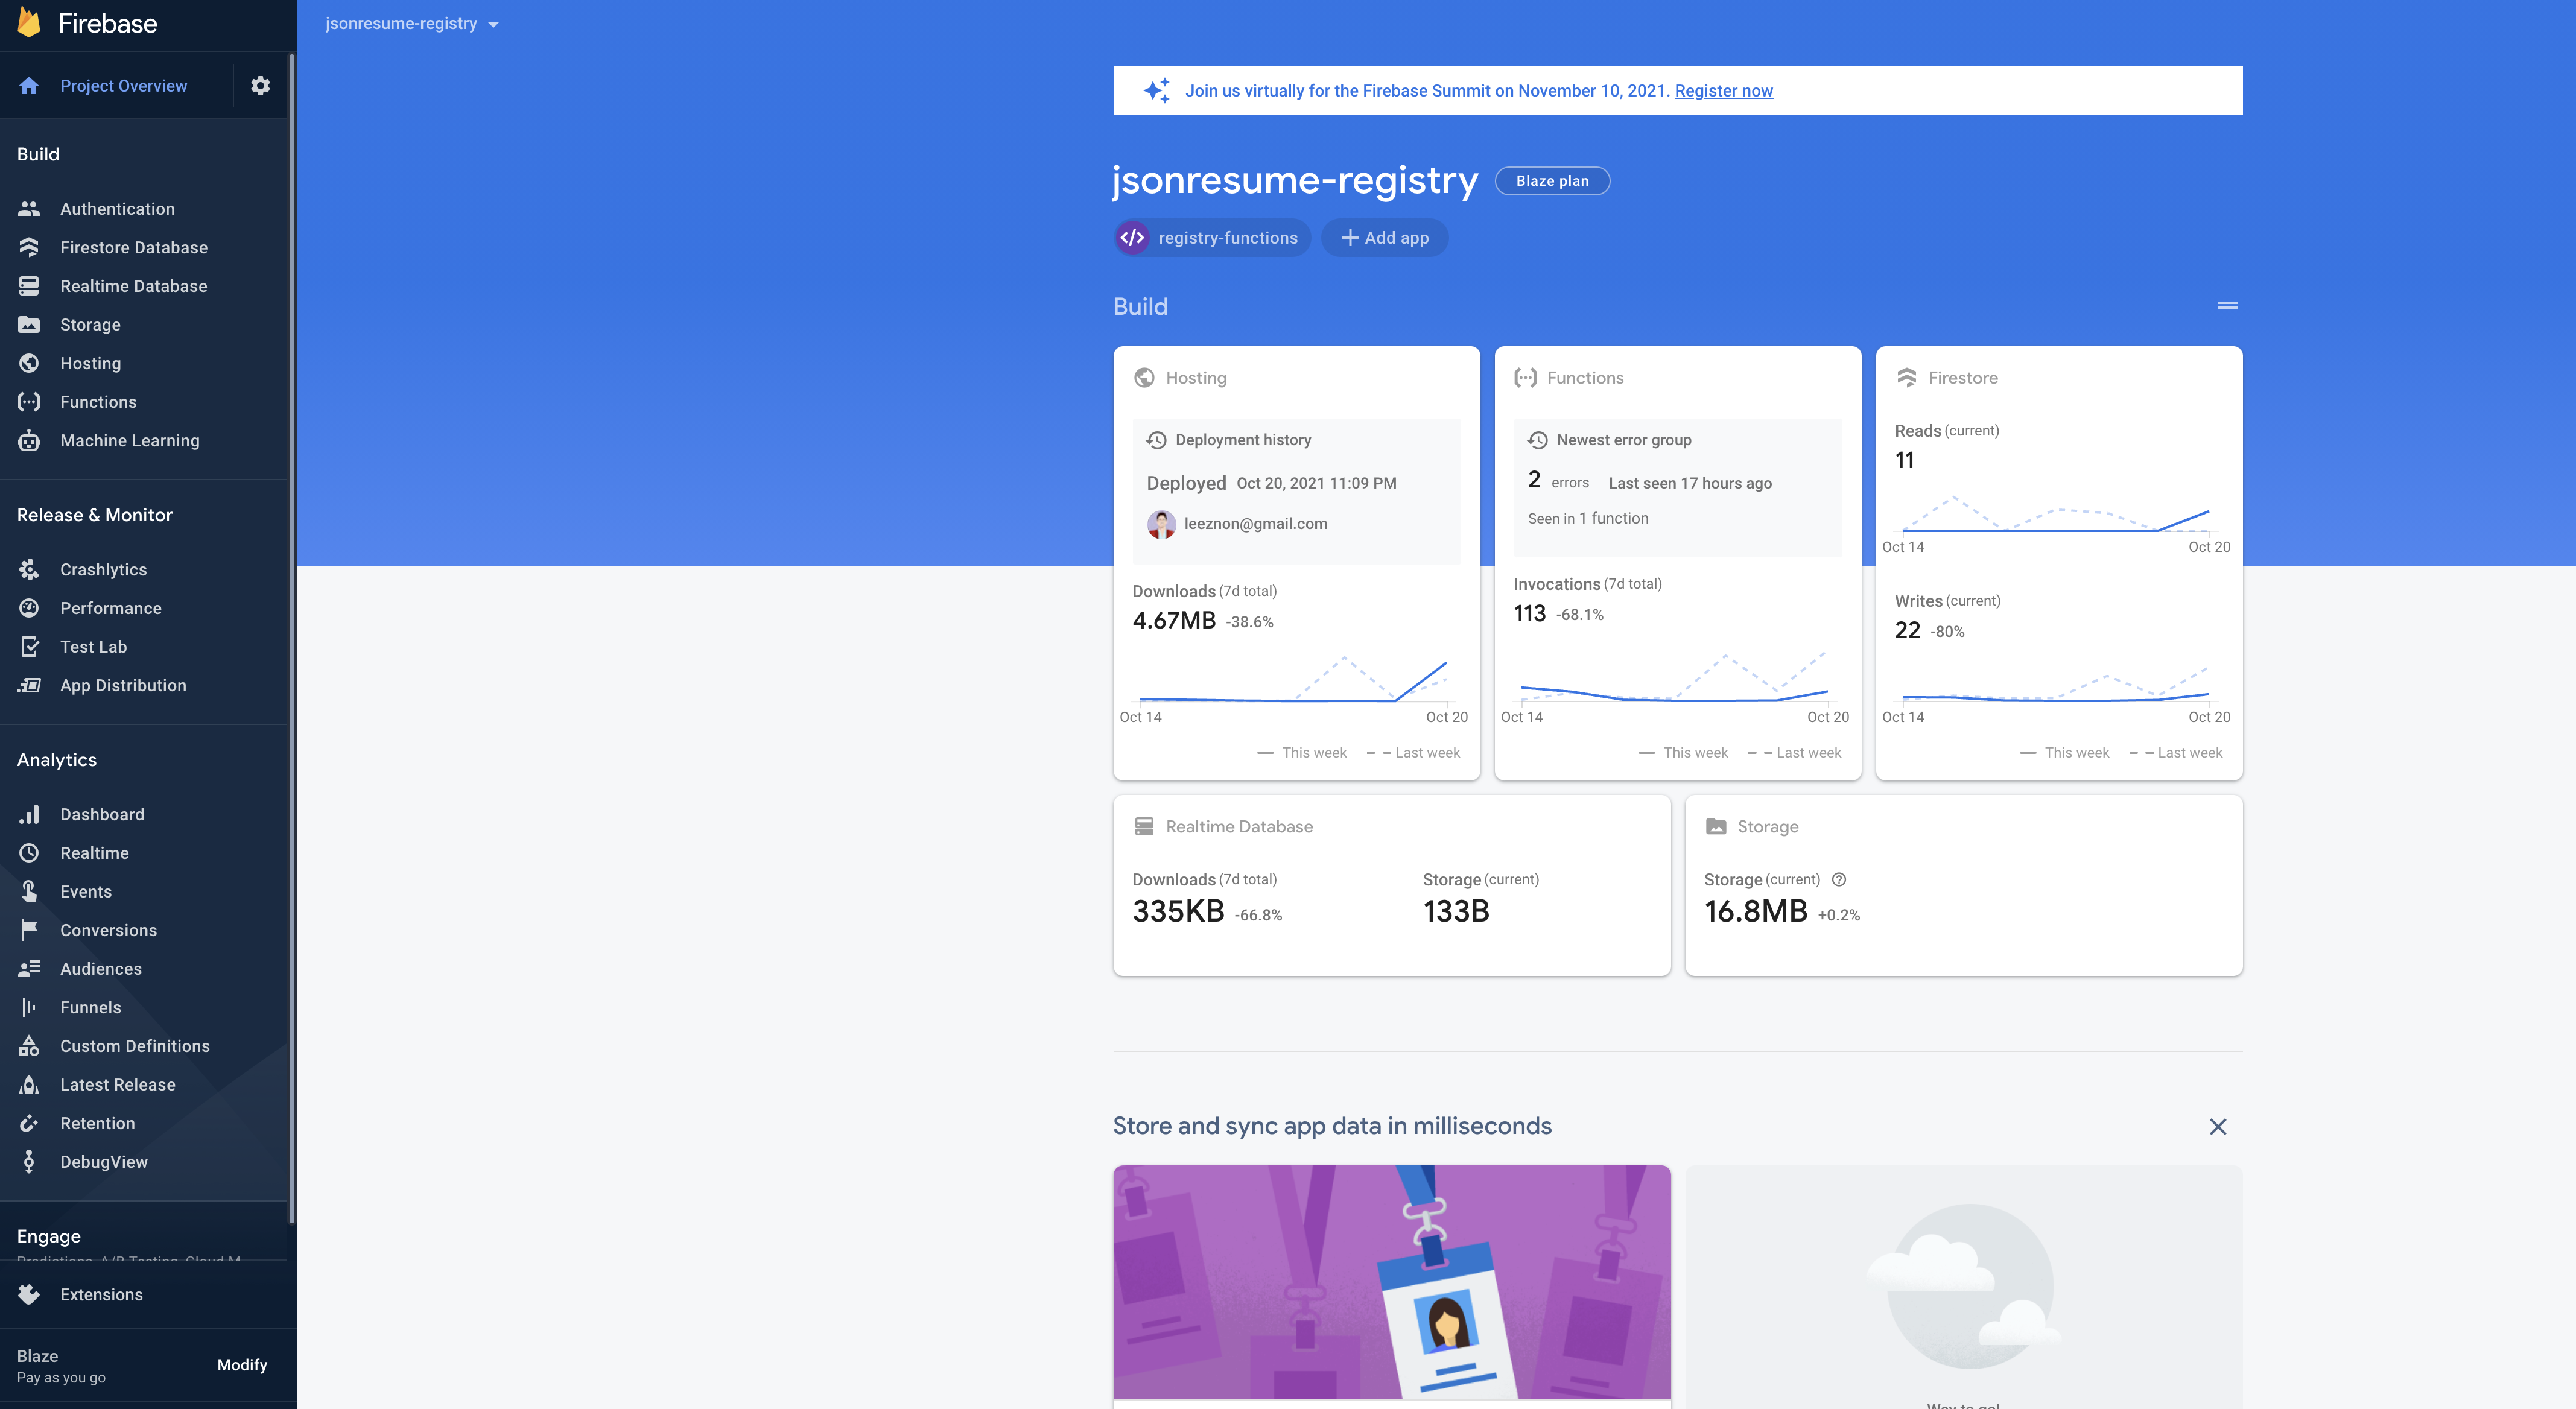 Firebase
Project Overview
Build
Authentication
Firestore Database
Realtime Database
Storage
Hosting
Functions
Machine Learning
Release & Monitor
Crashlytics
Performance
Test Lab
App Distribution
Analytics
Dashboard
Realtime
Events
Conversions
Audiences
Funnels
Custom Definitions
Latest Release
Retention
DebugView
Engage
Predictions, A/B Testing, Cloud M
Extensions
Blaze
Pay as you go
Modify
jsonresume-registry
Join us virtually for the Firebase Summit on November 10, 2021. Register now
jsonresume-registry Blaze plan
registry-functions + Add app
Build
Hosting
Deployment history
Deployed Oct 20, 2021 11:09 PM
leeznon@gmail.com
Downloads (7d total)
4.67MB -38.6%
Oct 14 Oct 20
This week Last week
Functions
Newest error group
2 errors Last seen 17 hours ago
Seen in 1 function
Invocations (7d total)
113 -68.1%
Oct 14 Oct 20
This week Last week
Firestore
Reads (current)
11
Oct 14 Oct 20
Writes (current)
22 -80%
Oct 14 Oct 20
This week Last week
Realtime Database
Downloads (7d total)
335KB -66.8%
Storage (current)
133B
Storage
Storage (current)
16.8MB +0.2%
Store and sync app data in milliseconds
Way to go!